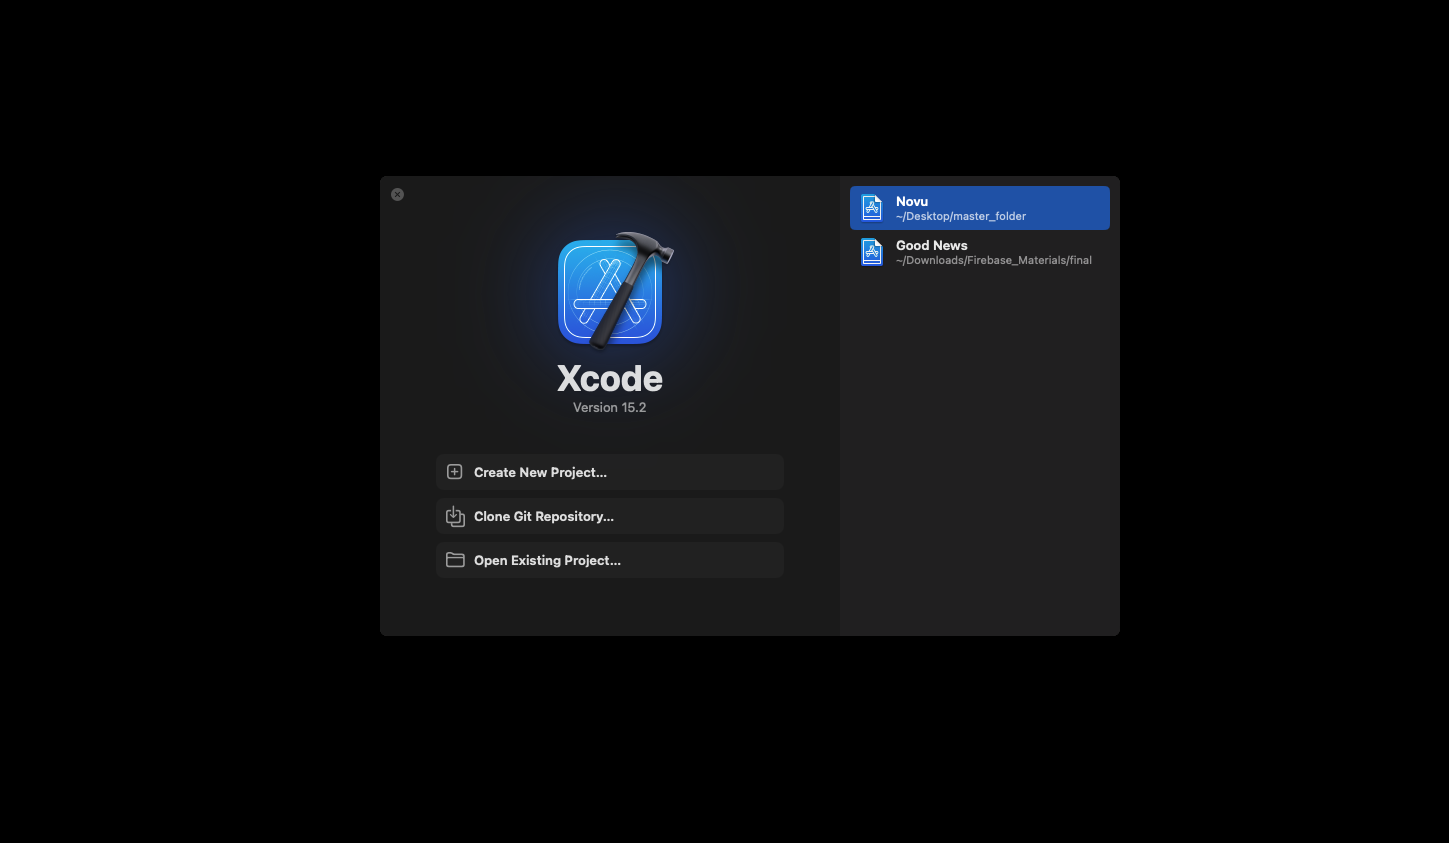 Xcode
Version 15.2
Create New Project...
Clone Git Repository...
Open Existing Project...
Novu
~/Desktop/master_folder
Good News
~/Downloads/Firebase_Materials/final